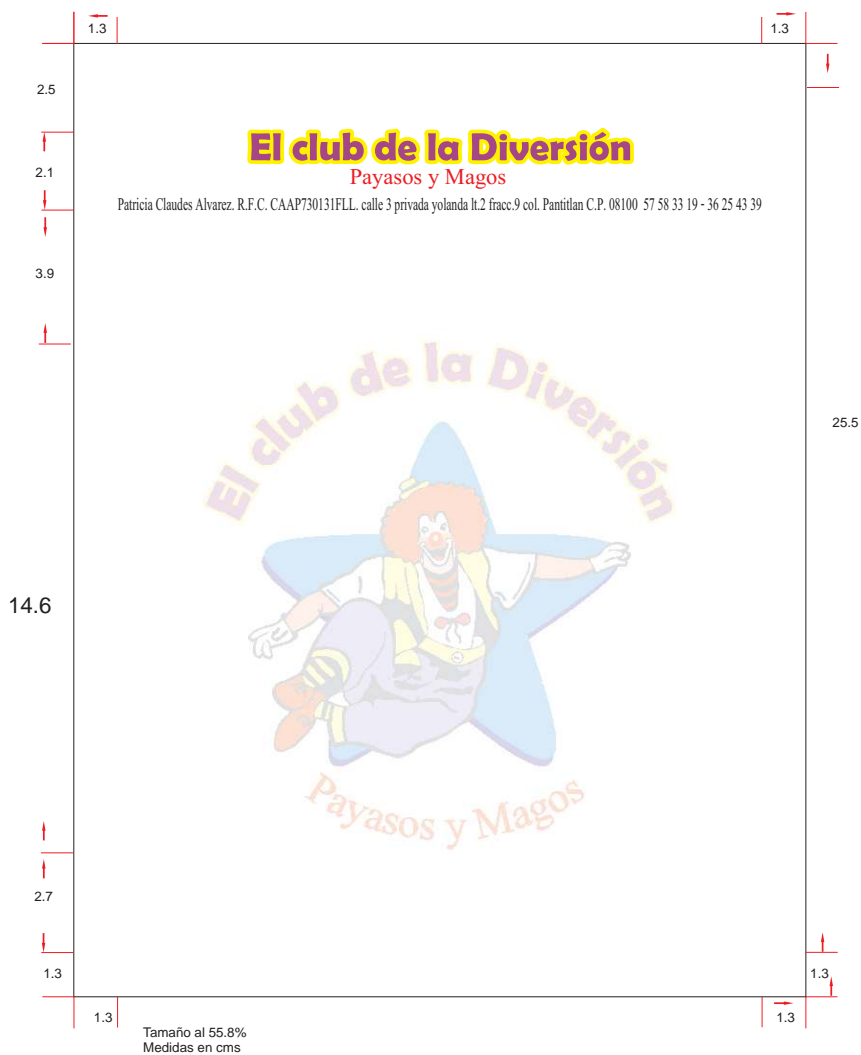 1.3
1.3
2.5
El club de la Diversión
2.1
Payasos y Magos
Patricia Claudes Alvarez. R.F.C. CAAP730131FLL. calle 3 privada yolanda lt.2 fracc.9 col. Pantitlan C.P. 08100 57 58 33 19 - 36 25 43 39
3.9
El club de la Diversión
25.5
14.6
Payasos y Magos
2.7
1.3
1.3
1.3
1.3
Tamaño al 55.8%
Medidas en cms